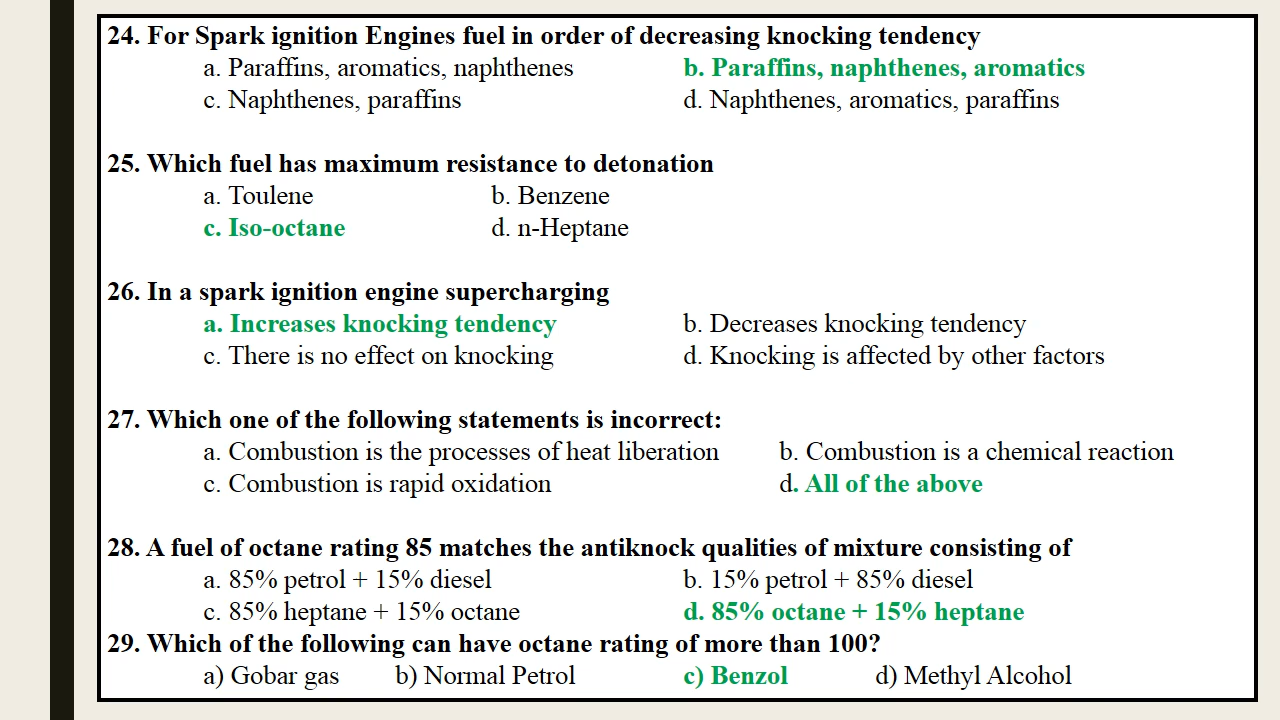 24. For Spark ignition Engines fuel in order of decreasing knocking tendency
a. Paraffins, aromatics, naphthenes b. Paraffins, naphthenes, aromatics
c. Naphthenes, paraffins d. Naphthenes, aromatics, paraffins
25. Which fuel has maximum resistance to detonation
a. Toulene b. Benzene
c. Iso-octane d. n-Heptane
26. In a spark ignition engine supercharging
a. Increases knocking tendency b. Decreases knocking tendency
c. There is no effect on knocking d. Knocking is affected by other factors
27. Which one of the following statements is incorrect:
a. Combustion is the processes of heat liberation b. Combustion is a chemical reaction
c. Combustion is rapid oxidation d. All of the above
28. A fuel of octane rating 85 matches the antiknock qualities of mixture consisting of
a. 85% petrol + 15% diesel b. 15% petrol + 85% diesel
c. 85% heptane + 15% octane d. 85% octane + 15% heptane
29. Which of the following can have octane rating of more than 100?
a) Gobar gas b) Normal Petrol c) Benzol d) Methyl Alcohol